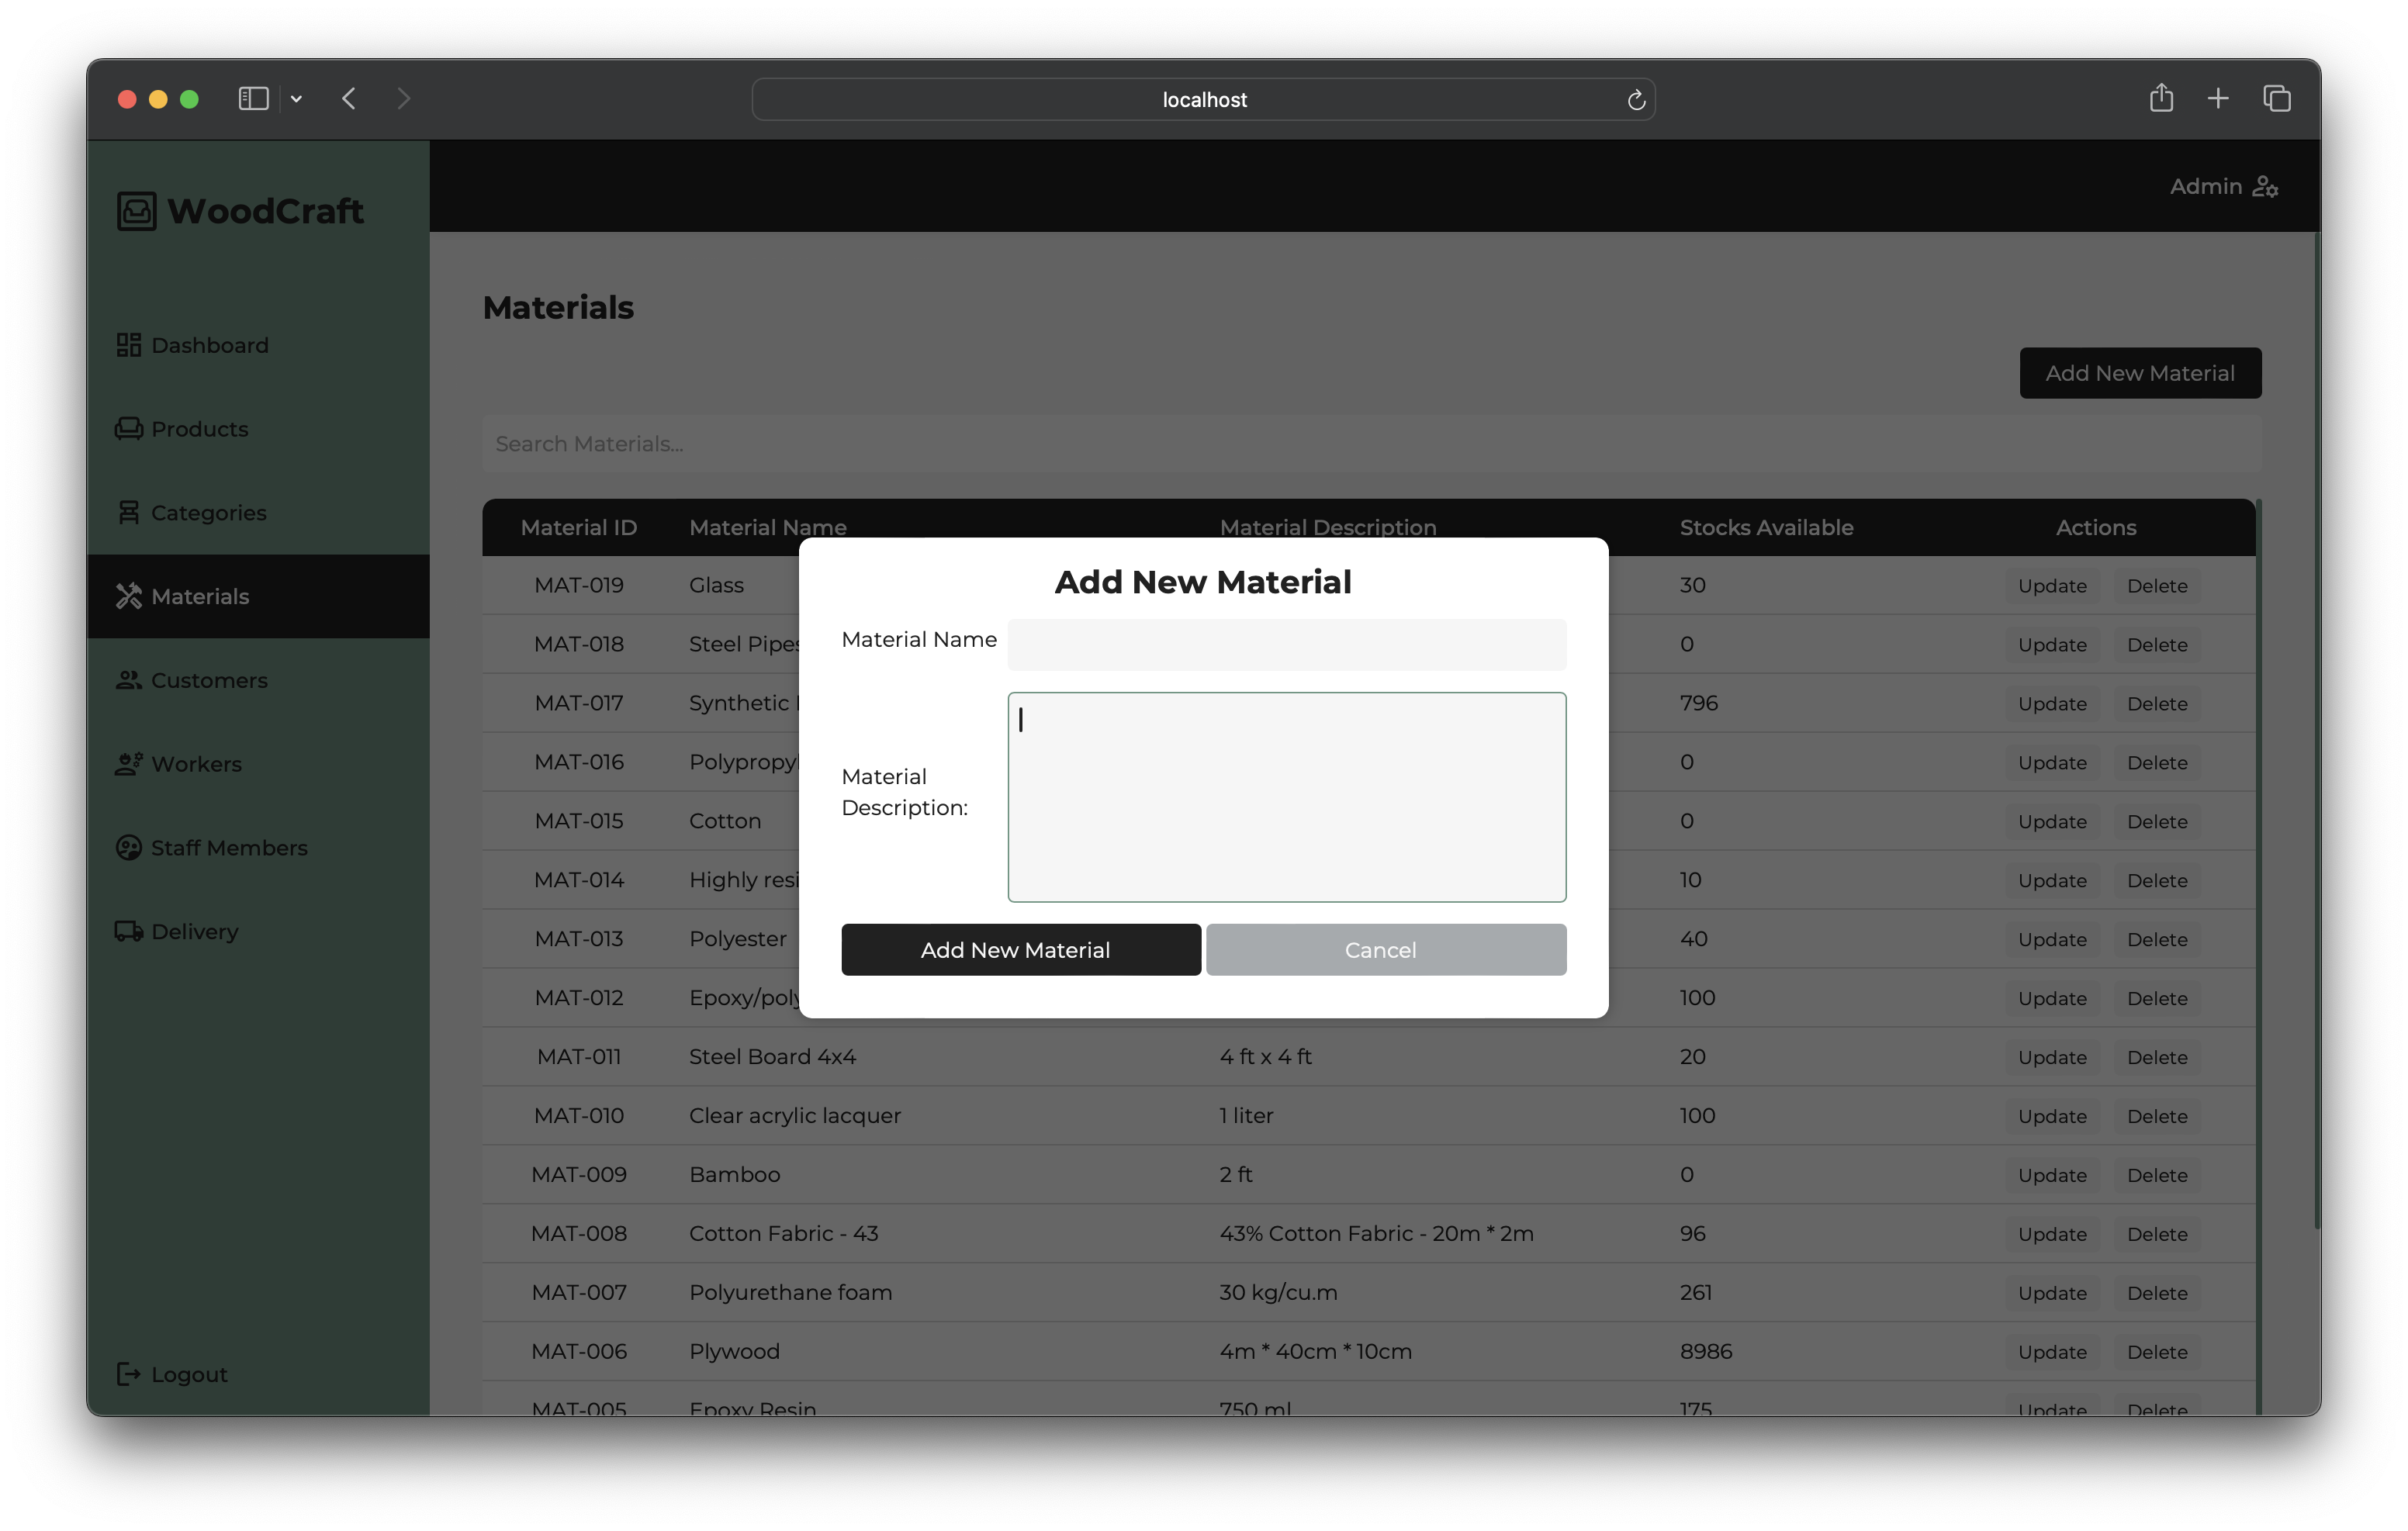 localhost
WoodCraft
Admin
Dashboard
Products
Categories
Materials
Customers
Workers
Staff Members
Delivery
Logout
Materials
Add New Material
Search Materials...
Material ID Material Name Material Description Stocks Available Actions
MAT-019 Glass 30 Update Delete
MAT-018 Steel Pipes 0 Update Delete
MAT-017 Synthetic 796 Update Delete
MAT-016 Polypropyl 0 Update Delete
MAT-015 Cotton 0 Update Delete
MAT-014 Highly resi 10 Update Delete
MAT-013 Polyester 40 Update Delete
MAT-012 Epoxy/poly 100 Update Delete
MAT-011 Steel Board 4x4 4 ft x 4 ft 20 Update Delete
MAT-010 Clear acrylic lacquer 1 liter 100 Update Delete
MAT-009 Bamboo 2 ft 0 Update Delete
MAT-008 Cotton Fabric - 43 43% Cotton Fabric - 20m * 2m 96 Update Delete
MAT-007 Polyurethane foam 30 kg/cu.m 261 Update Delete
MAT-006 Plywood 4m * 40cm * 10cm 8986 Update Delete
MAT-005 Epoxy Resin 750 ml 175 Update Delete
Add New Material
Material Name
Material
Description:
Add New Material Cancel